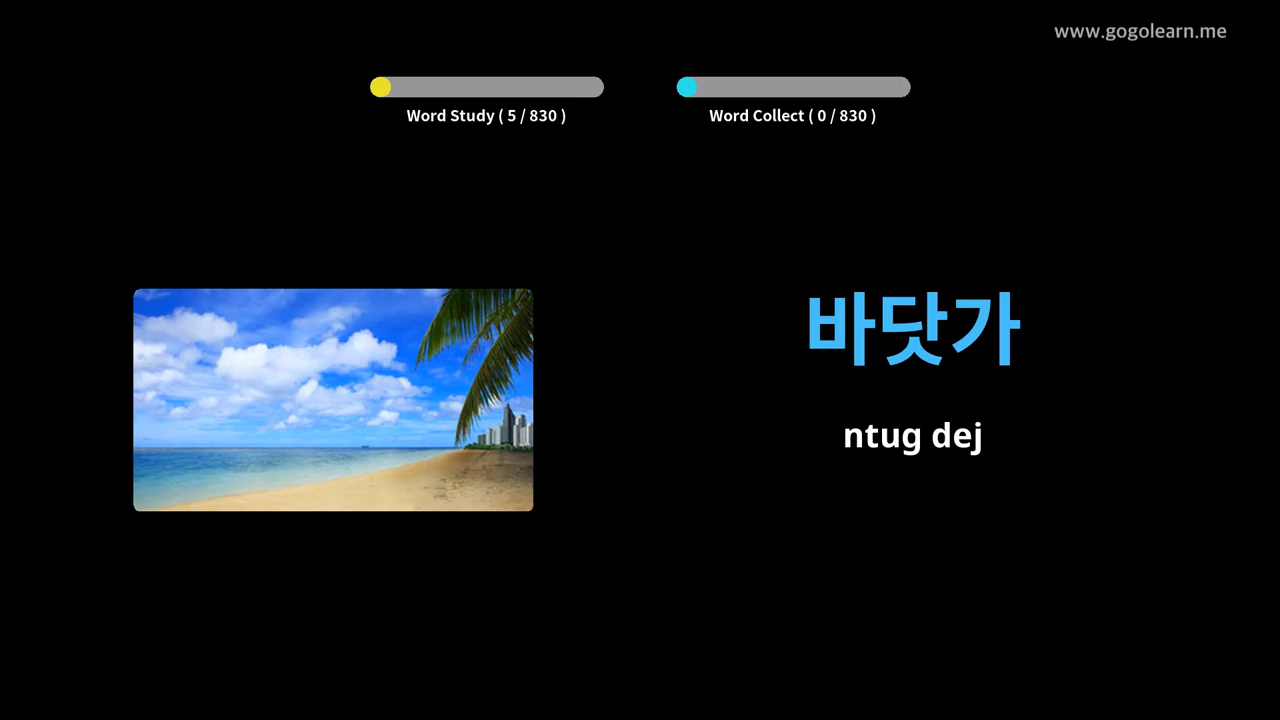 www.gogolearn.me
Word Study ( 5 / 830 )
Word Collect ( 0 / 830 )
바닷가
ntug dej